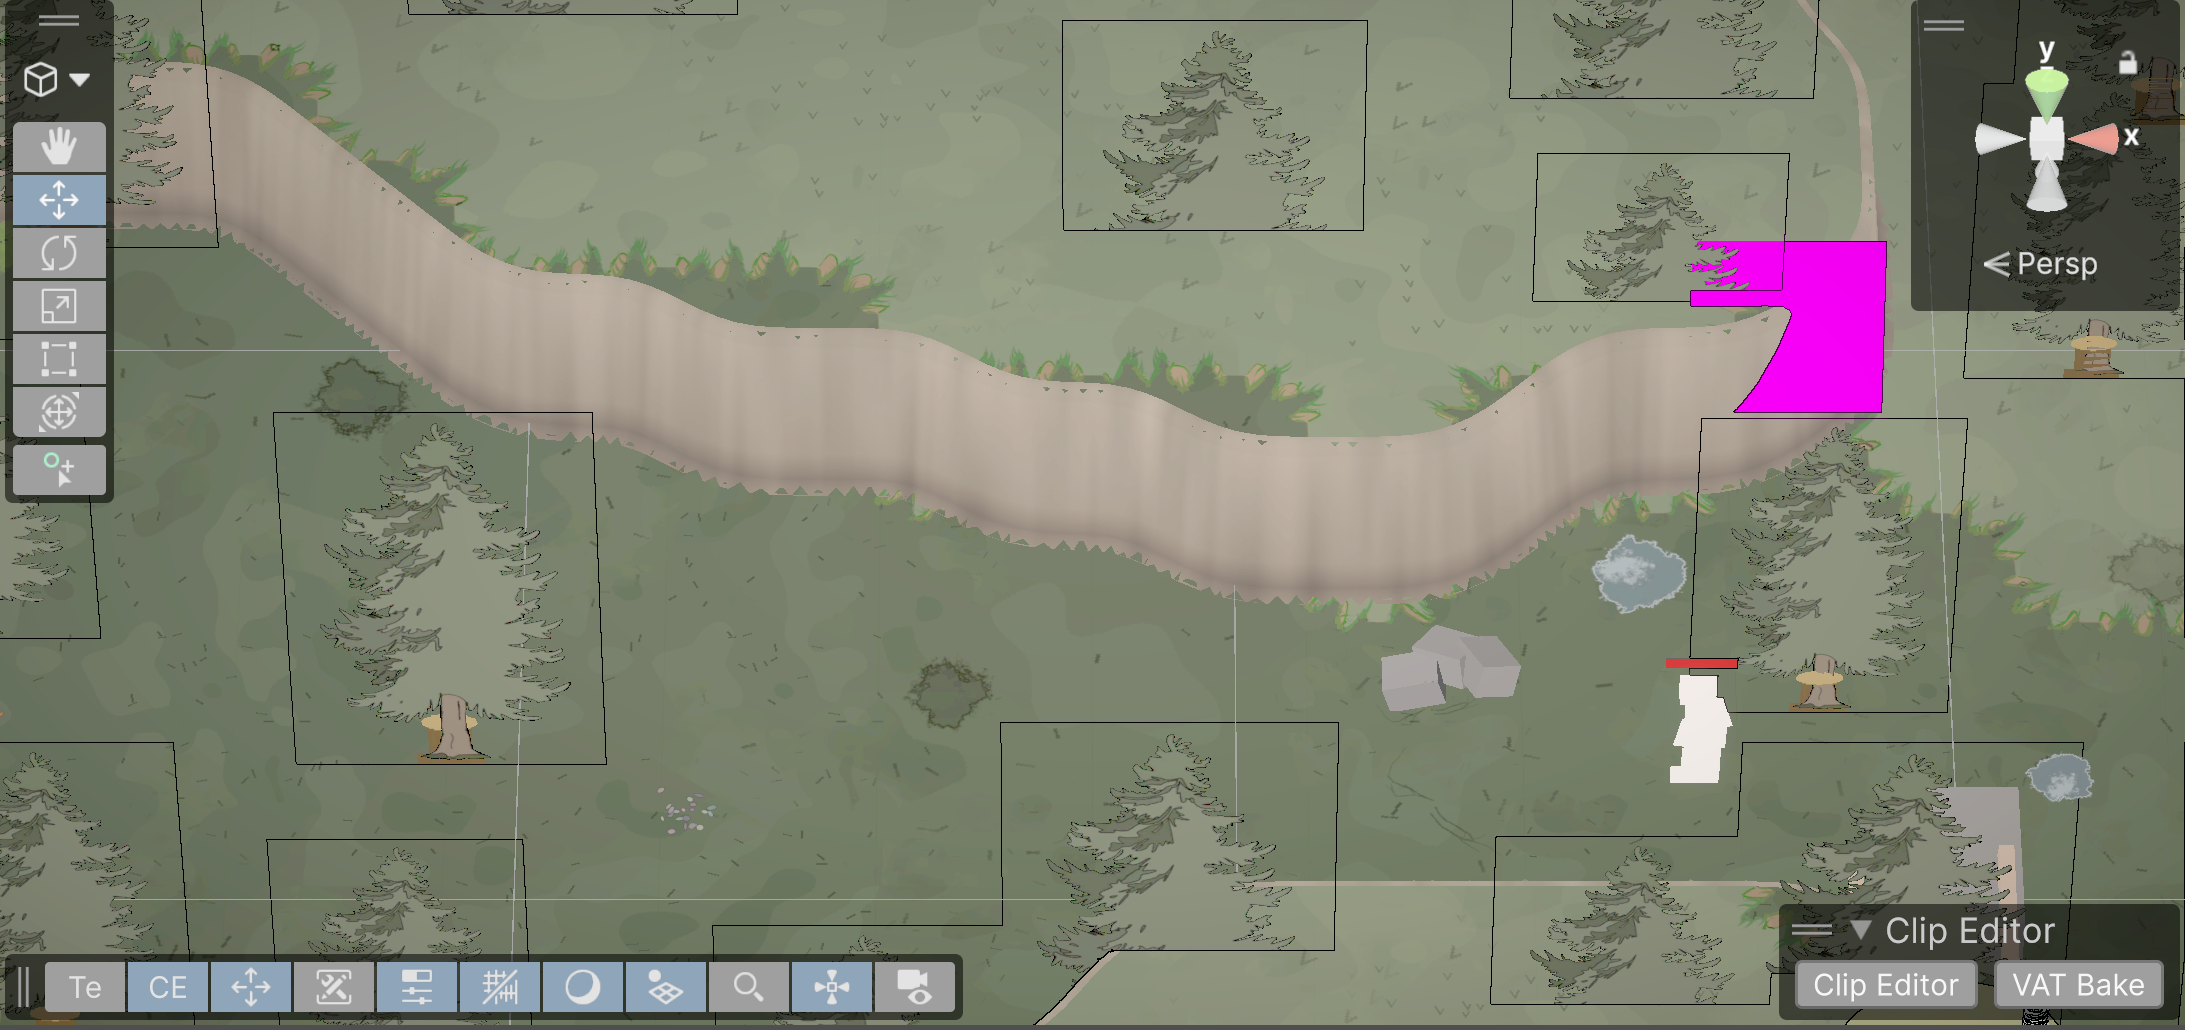 y
x
< Persp
Clip Editor
Clip Editor VAT Bake
Te CE